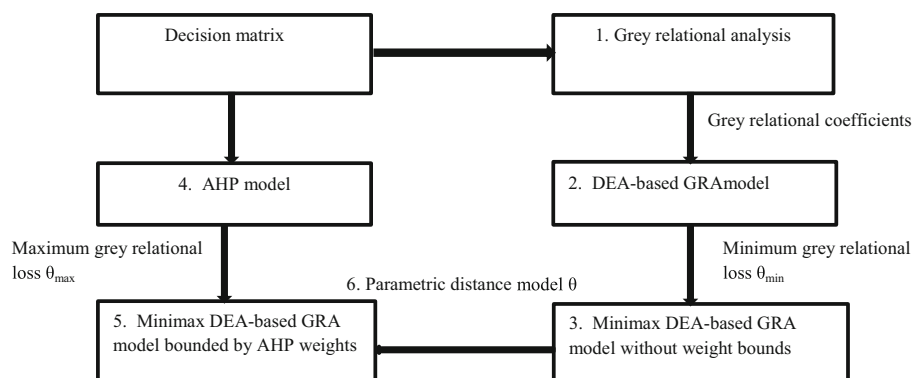 Decision matrix
1. Grey relational analysis
Grey relational coefficients
4. AHP model
2. DEA-based GRAmodel
Maximum grey relational
loss θmax
Minimum grey relational
loss θmin
6. Parametric distance model θ
5. Minimax DEA-based GRA
model bounded by AHP weights
3. Minimax DEA-based GRA
model without weight bounds